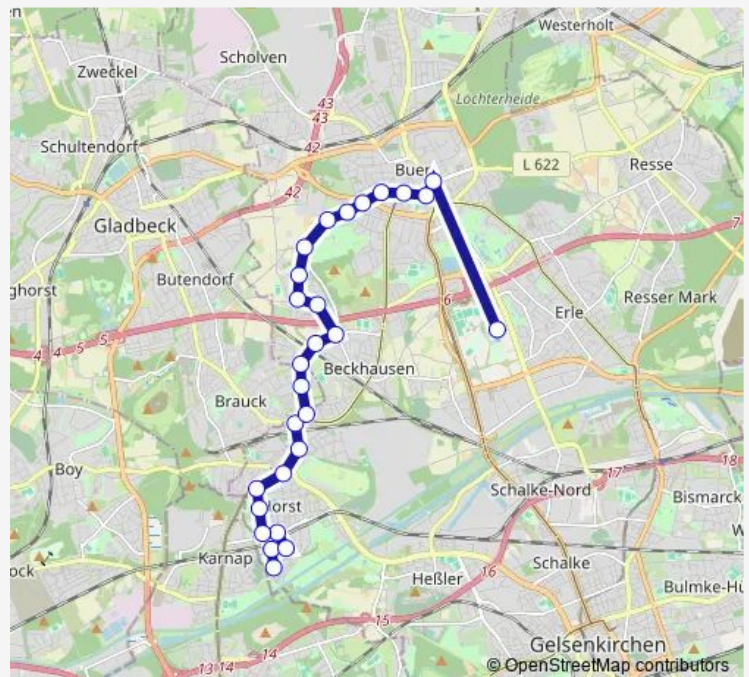 Westerholt
Scholven
Zweckel
Lochterheide
43
43
Schultendorf
42
Buer
L 622
Resse
42
Gladbeck
7
ghorst
Butendorf
6
Erle
Resser Mark
4 4 5 5
Beckhausen
Brauck
Boy
17
18
Schalke-Nord
Bismarck
Horst
Karnap
ock
Schalke
16
Heßler
Bulmke-Hu
15
Gelsenkirchen
13 14 14
© OpenStreetMap contributors